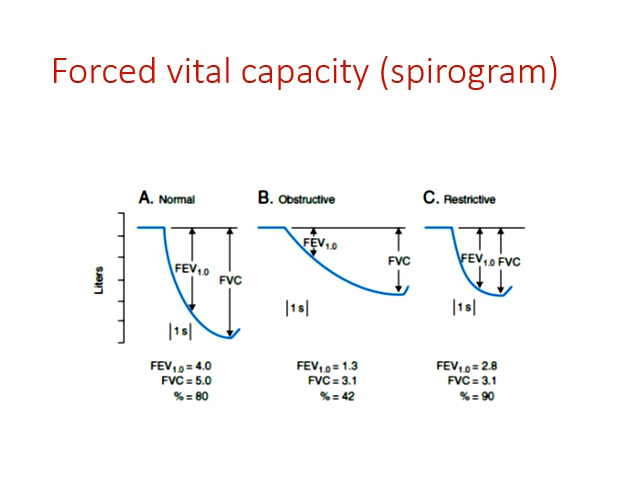 Forced vital capacity (spirogram)
A. Normal
B. Obstructive
C. Restrictive
Liters
FEV1.0
FVC
|1 s|
FEV1.0
FVC
|1 s|
FEV1.0 FVC
|1 s|
FEV1.0 = 4.0
FVC = 5.0
% = 80
FEV1.0 = 1.3
FVC = 3.1
% = 42
FEV1.0 = 2.8
FVC = 3.1
% = 90